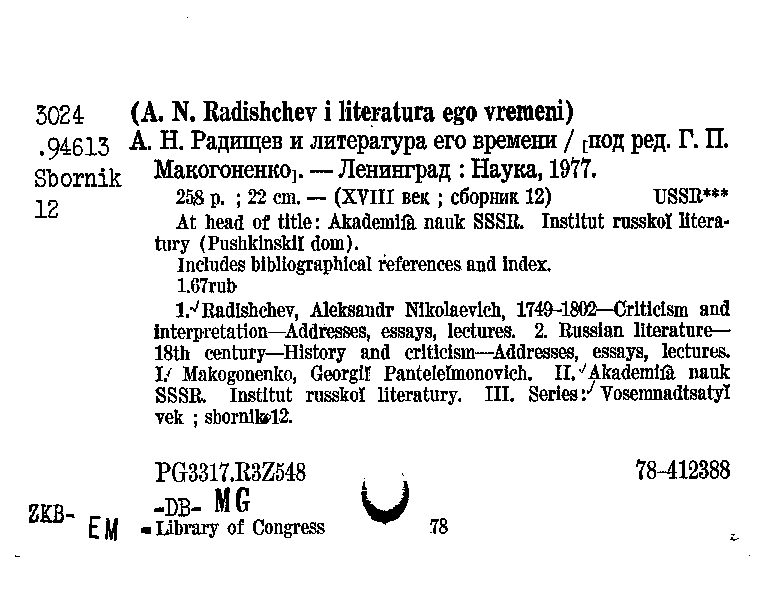 3024 (A. N. Radishchev i literatura ego vremeni)
.94613 А. Н. Радищев и литература его времени / [под ред. Г. П.
Sbornik Макогоненко]. — Ленинград : Наука, 1977.
12 258 p. ; 22 cm. — (XVIII век ; сборник 12) USSR***
At head of title: Akademii͡a nauk SSSR. Institut russkoĭ litera-
tury (Pushkinskiĭ dom).
Includes bibliographical references and index.
1.67rub
1.√Radishchev, Aleksandr Nikolaevich, 1749-1802—Criticism and
interpretation—Addresses, essays, lectures. 2. Russian literature—
18th century—History and criticism—Addresses, essays, lectures.
I.√ Makogonenko, Georgiĭ Panteleĭmonovich. II.√Akademii͡a nauk
SSSR. Institut russkoĭ literatury. III. Series:√ Vosemnadtsatyĭ
vek ; sbornik 12.
PG3317.R3Z548 78-412388
-DB- MG
ZKB- EM
Library of Congress 78